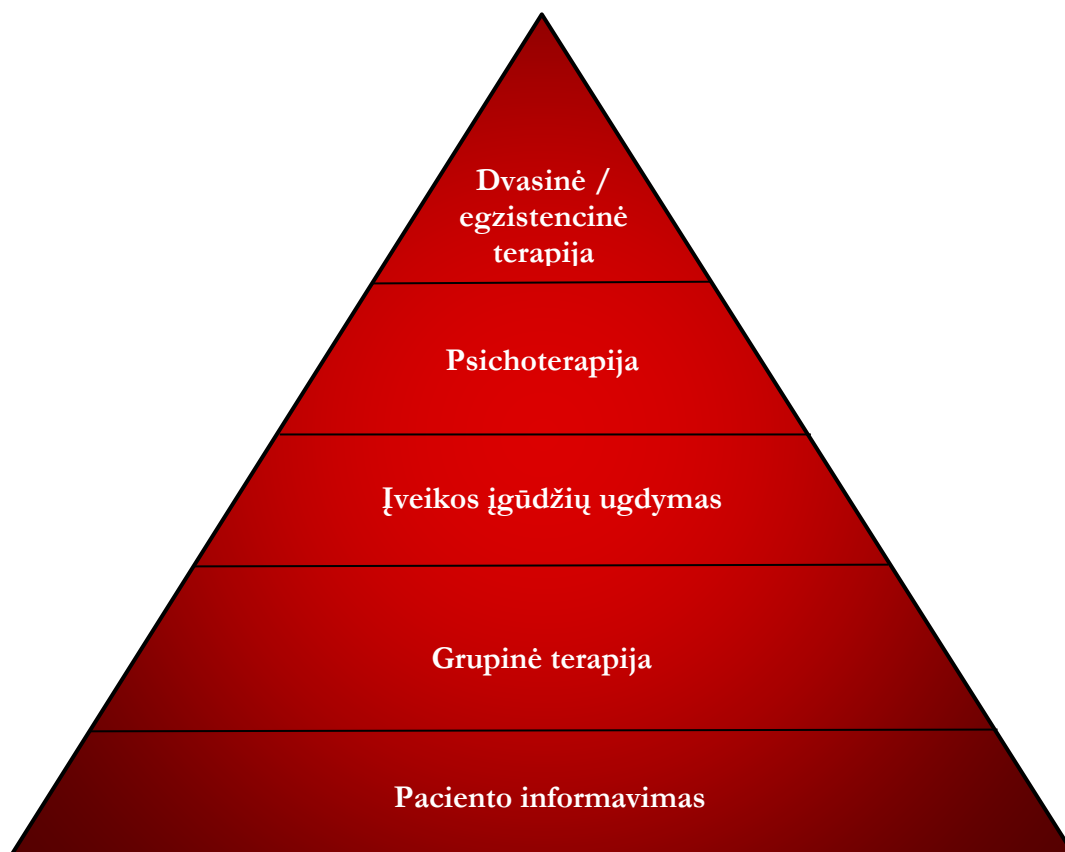 Dvasinė /
egzistencinė
terapija
Psichoterapija
Įveikos įgūdžių ugdymas
Grupinė terapija
Paciento informavimas